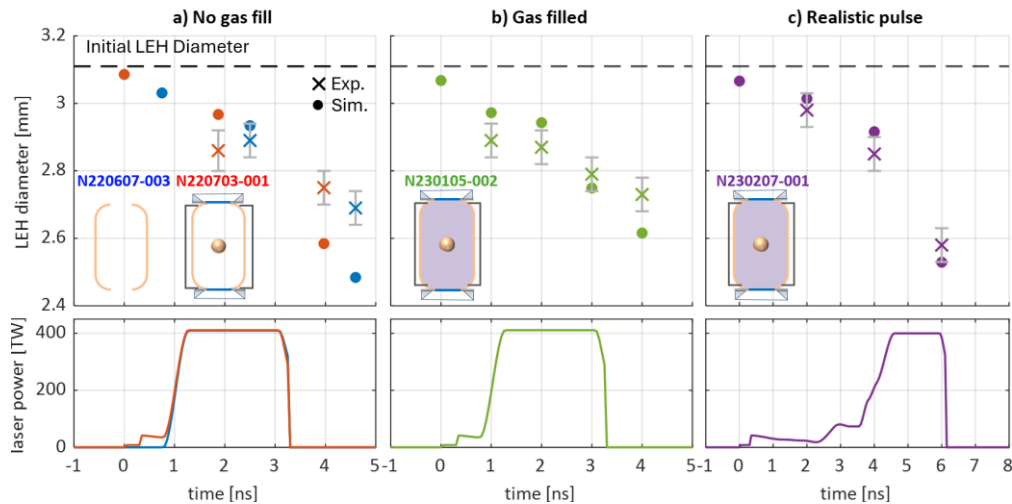 a) No gas fill
b) Gas filled
c) Realistic pulse
LEH diameter [mm]
3.2
3
2.8
2.6
2.4
Initial LEH Diameter
Exp.
Sim.
N220607-003
N220703-001
N230105-002
N230207-001
laser power [TW]
400
200
0
-1 0 1 2 3 4 5
-1 0 1 2 3 4 5
-1 0 1 2 3 4 5 6 7 8
time [ns]
time [ns]
time [ns]